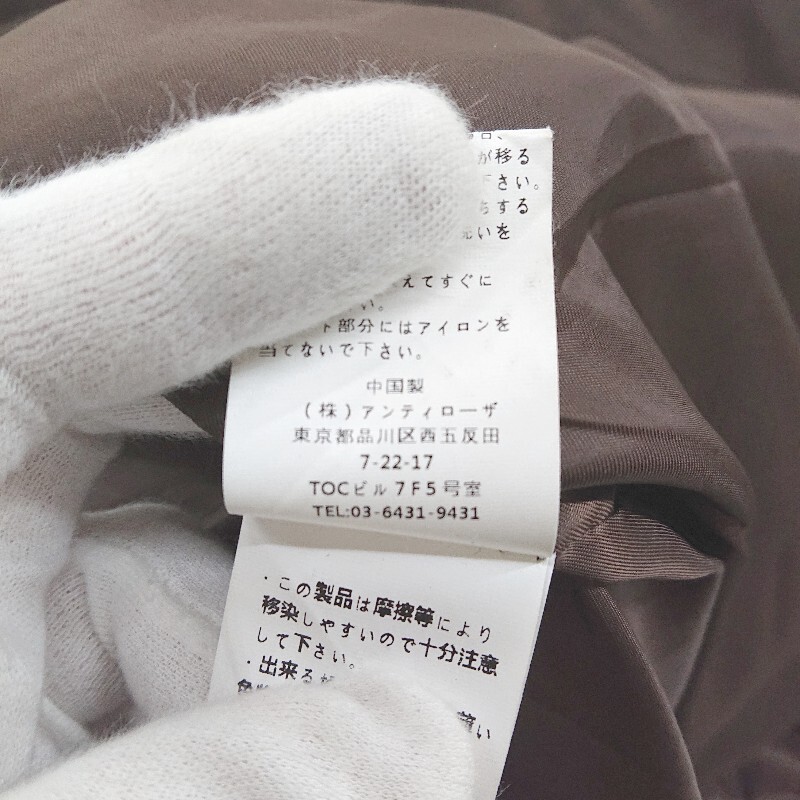 が移る
さい。
する
いを
えてすぐに
い。
ト部分にはアイロンを
当てないで下さい。
中国製
(株)アンティローザ
東京都品川区西五反田
7-22-17
TOCビル7F5号室
TEL:03-6431-9431
・この製品は摩擦等により
移染しやすいので十分注意
して下さい。
・出来る
い